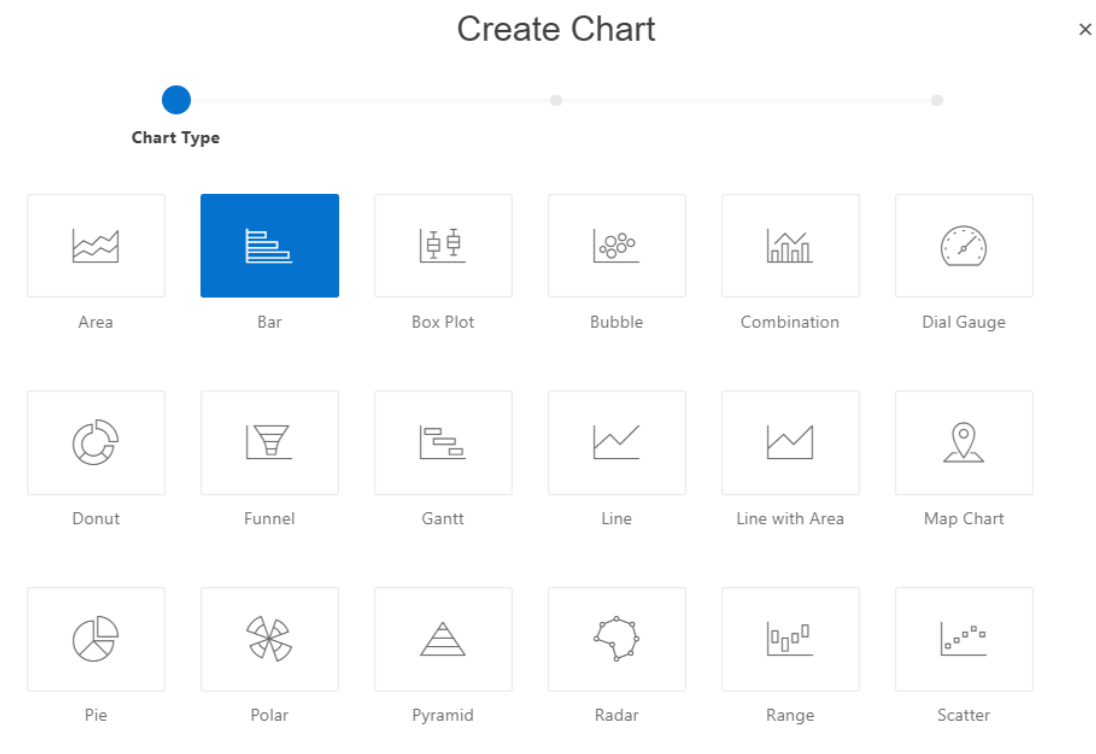 Create Chart
×
Chart Type
Area
Bar
Box Plot
Bubble
Combination
Dial Gauge
Donut
Funnel
Gantt
Line
Line with Area
Map Chart
Pie
Polar
Pyramid
Radar
Range
Scatter